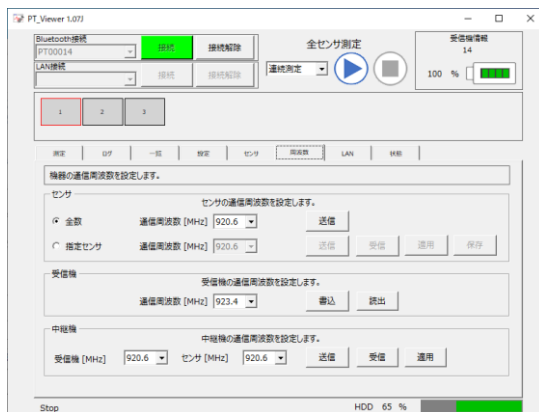 PT_Viewer 1.07J
Bluetooth接続
PT00014
接続
接続解除
LAN接続
接続
接続解除
全センサ測定
連続測定
受信機情報
14
100 %
1 2 3
測定 ログ 一覧 設定 センサ 周波数 LAN 状態
機器の通信周波数を設定します。
センサ
センサの通信周波数を設定します。
全数 通信周波数 [MHz] 920.6 送信
指定センサ 通信周波数 [MHz] 920.6 送信 受信 適用 保存
受信機
受信機の通信周波数を設定します。
通信周波数 [MHz] 923.4 書込 読出
中継機
中継機の通信周波数を設定します。
受信機 [MHz] 920.6 センサ [MHz] 920.6 送信 受信 適用
Stop HDD 65 %